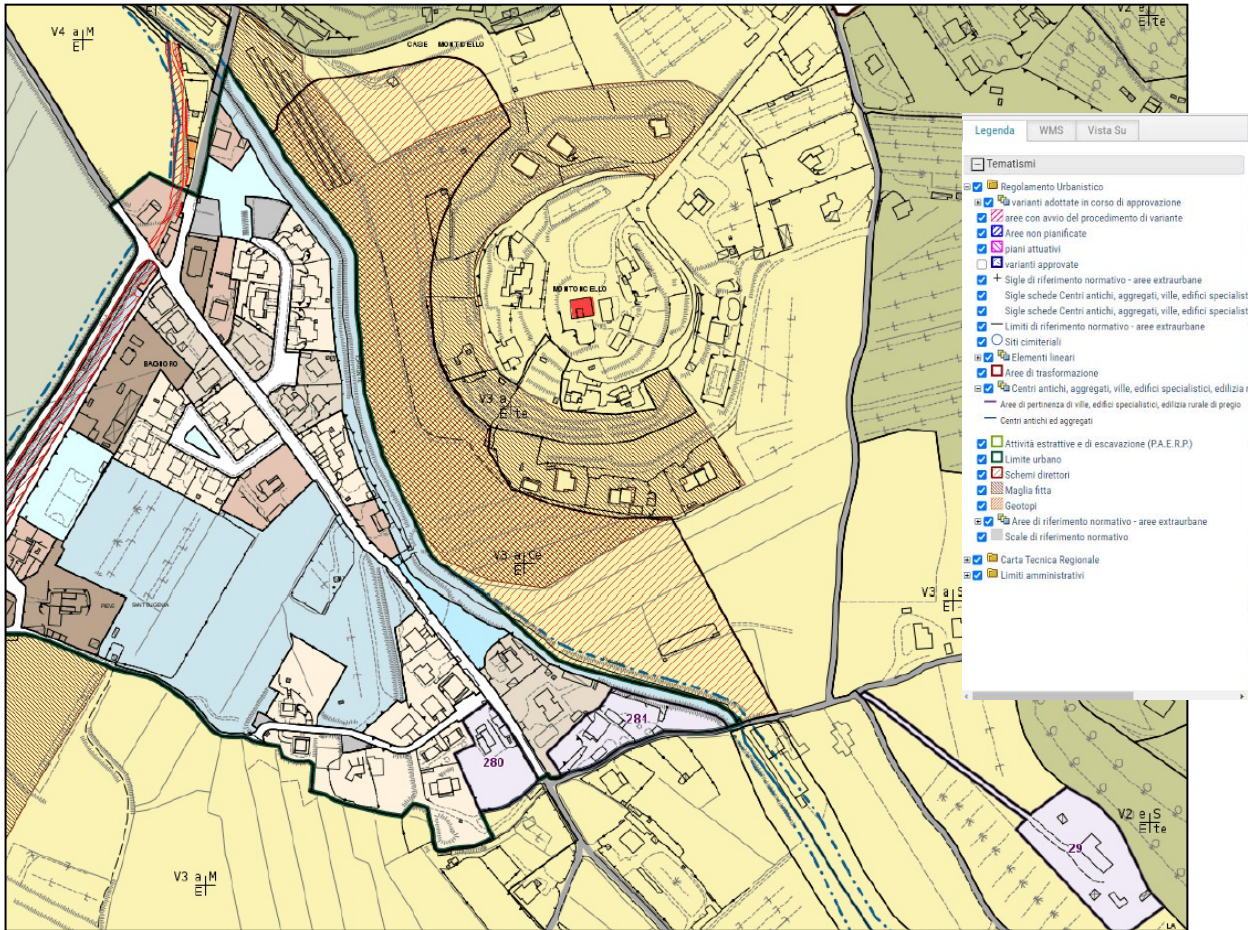 V4 a M
E
CASE MONTICELLO
V2 e
E te
MONTONCELLO
BAGNORO
V3 a
E te
V3 a Ce
E
PIEVE SANT'EUGENIA
V3 a S
E
280
281
29
V2 e S
E te
V3 a M
E
LA
Legenda
WMS
Vista Su
Tematismi
Regolamento Urbanistico
varianti adottate in corso di approvazione
aree con avvio del procedimento di variante
Aree non pianificate
piani attuativi
varianti approvate
Sigle di riferimento normativo - aree extraurbane
Sigle schede Centri antichi, aggregati, ville, edifici specialist
Sigle schede Centri antichi, aggregati, ville, edifici specialist
Limiti di riferimento normativo - aree extraurbane
Siti cimiteriali
Elementi lineari
Aree di trasformazione
Centri antichi, aggregati, ville, edifici specialistici, edilizia r
Aree di pertinenza di ville, edifici specialistici, edilizia rurale di pregio
Centri antichi ed aggregati
Attività estrattive e di escavazione (P.A.E.R.P.)
Limite urbano
Schemi direttori
Maglia fitta
Geotopi
Aree di riferimento normativo - aree extraurbane
Scale di riferimento normativo
Carta Tecnica Regionale
Limiti amministrativi